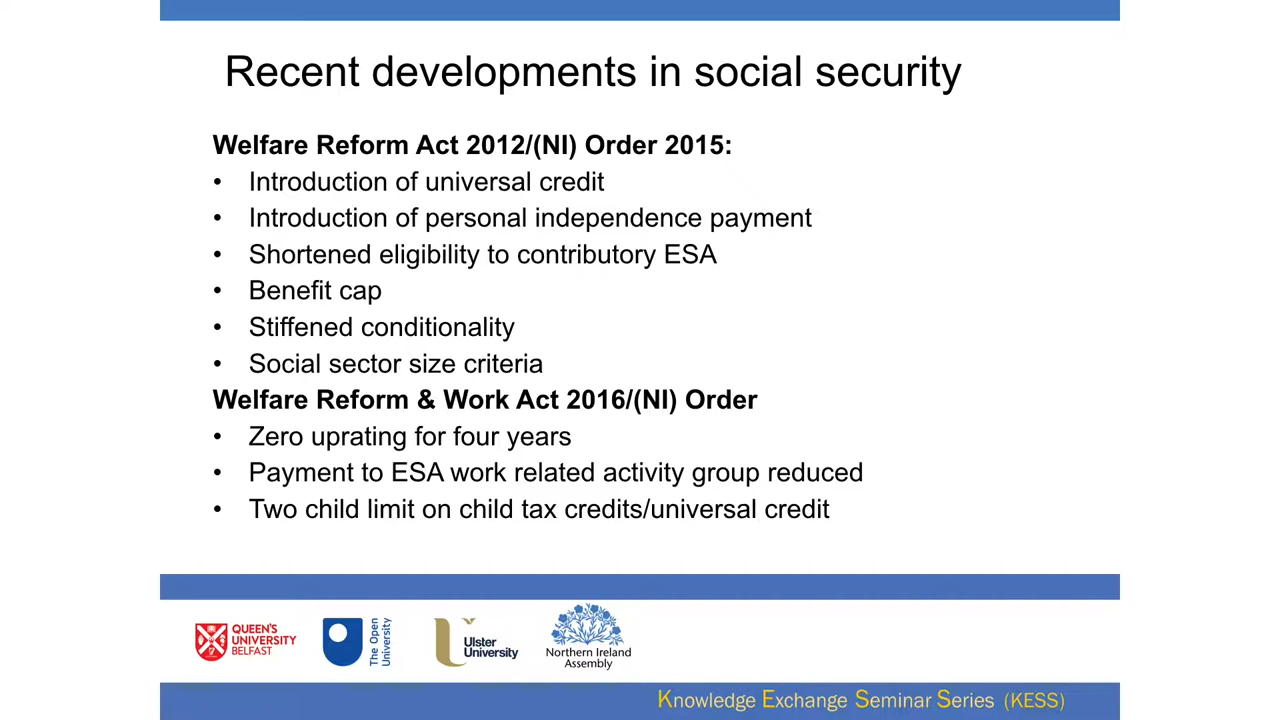 Recent developments in social security
Welfare Reform Act 2012/(NI) Order 2015:
• Introduction of universal credit
• Introduction of personal independence payment
• Shortened eligibility to contributory ESA
• Benefit cap
• Stiffened conditionality
• Social sector size criteria
Welfare Reform & Work Act 2016/(NI) Order
• Zero uprating for four years
• Payment to ESA work related activity group reduced
• Two child limit on child tax credits/universal credit
QUEEN'S
UNIVERSITY
BELFAST
The Open
University
Ulster
University
Northern Ireland
Assembly
Knowledge Exchange Seminar Series (KESS)